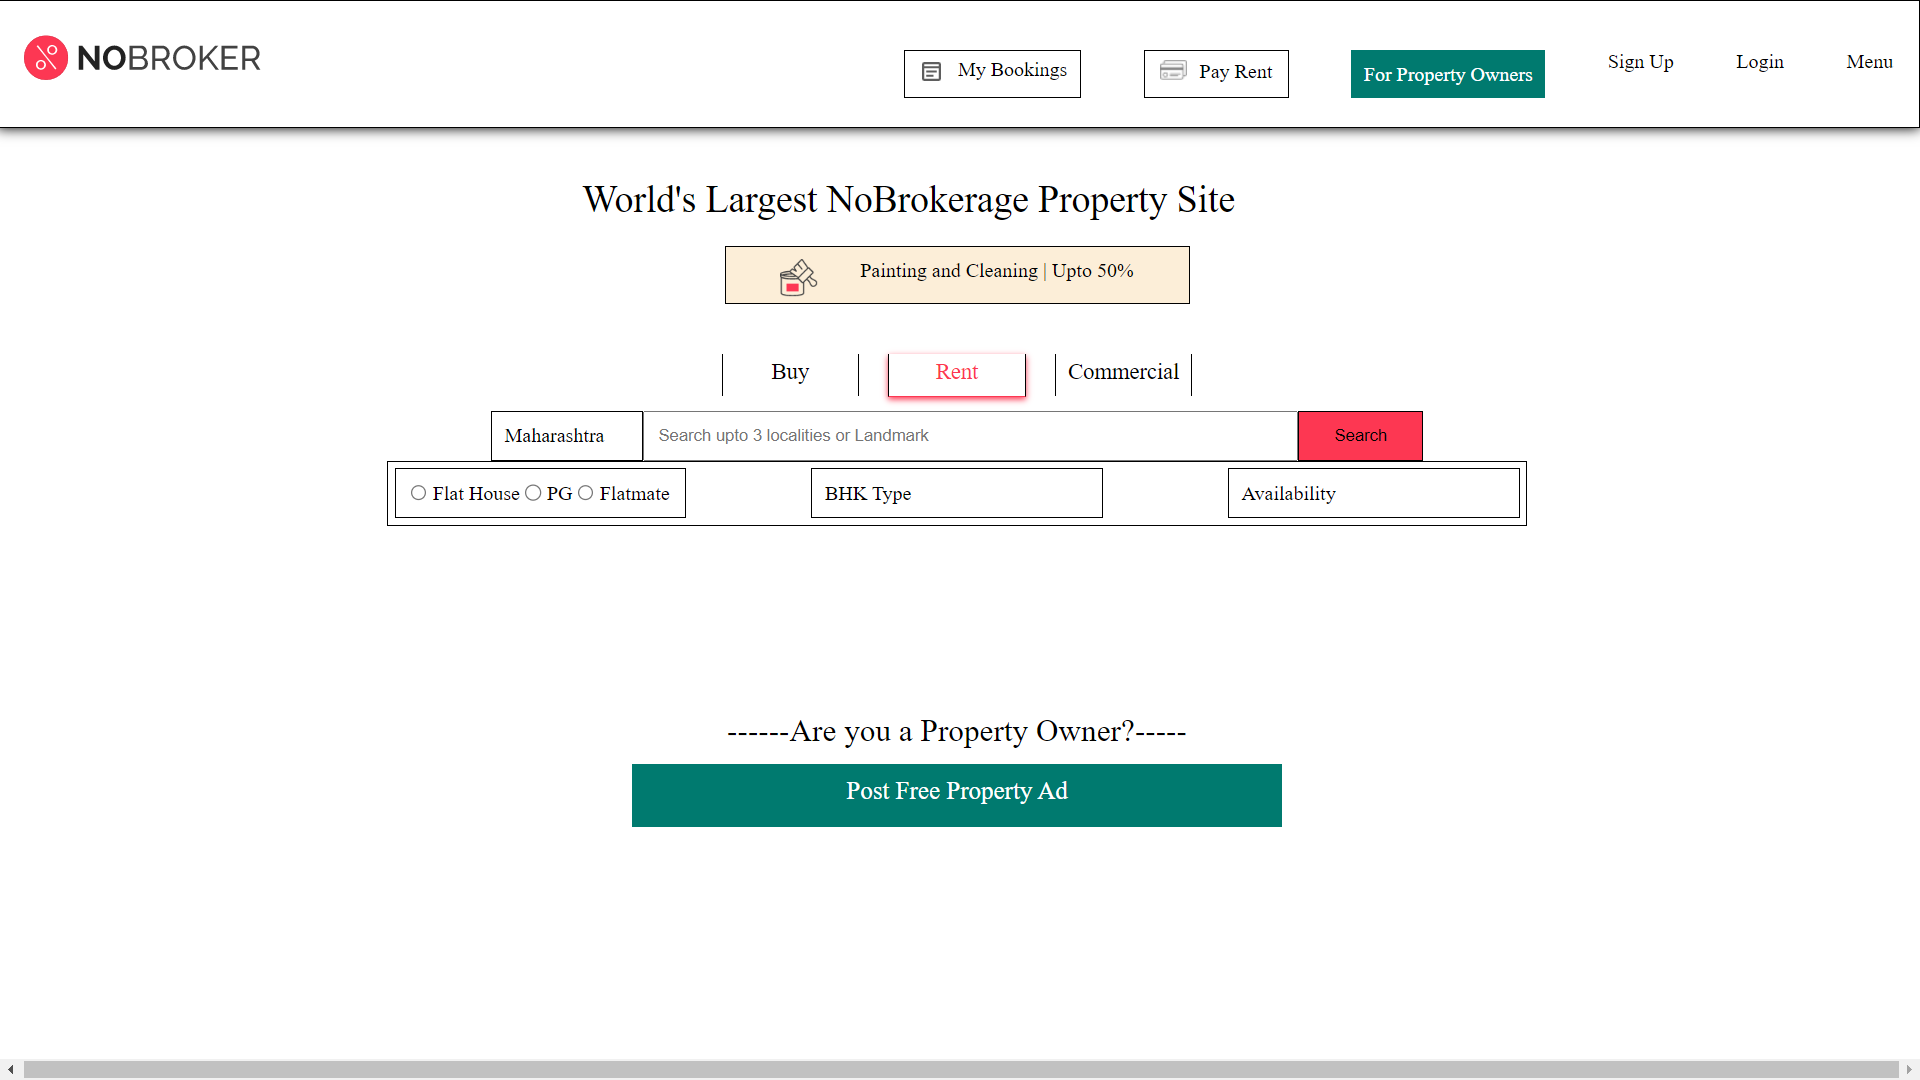 NOBROKER
My Bookings
Pay Rent
For Property Owners
Sign Up
Login
Menu
World's Largest NoBrokerage Property Site
Painting and Cleaning | Upto 50%
Buy
Rent
Commercial
Maharashtra
Search upto 3 localities or Landmark
Search
Flat House PG Flatmate
BHK Type
Availability
------Are you a Property Owner?-----
Post Free Property Ad